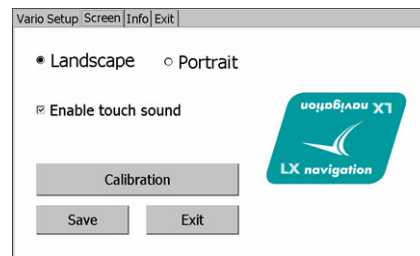 Vario Setup Screen Info Exit
Landscape Portrait
Enable touch sound
LX navigation
LX navigation
Calibration
Save Exit